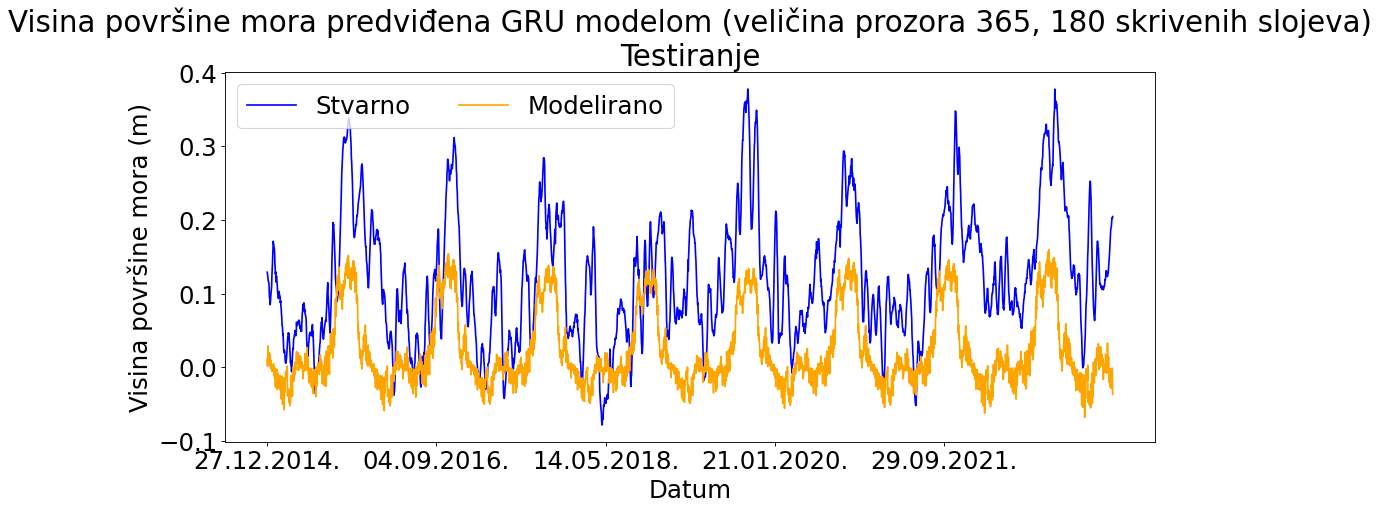 Visina površine mora predviđena GRU modelom (veličina prozora 365, 180 skrivenih slojeva)
Testiranje
Stvarno
Modelirano
Visina površine mora (m)
0.4
0.3
0.2
0.1
0.0
−0.1
27.12.2014.
04.09.2016.
14.05.2018.
21.01.2020.
29.09.2021.
Datum